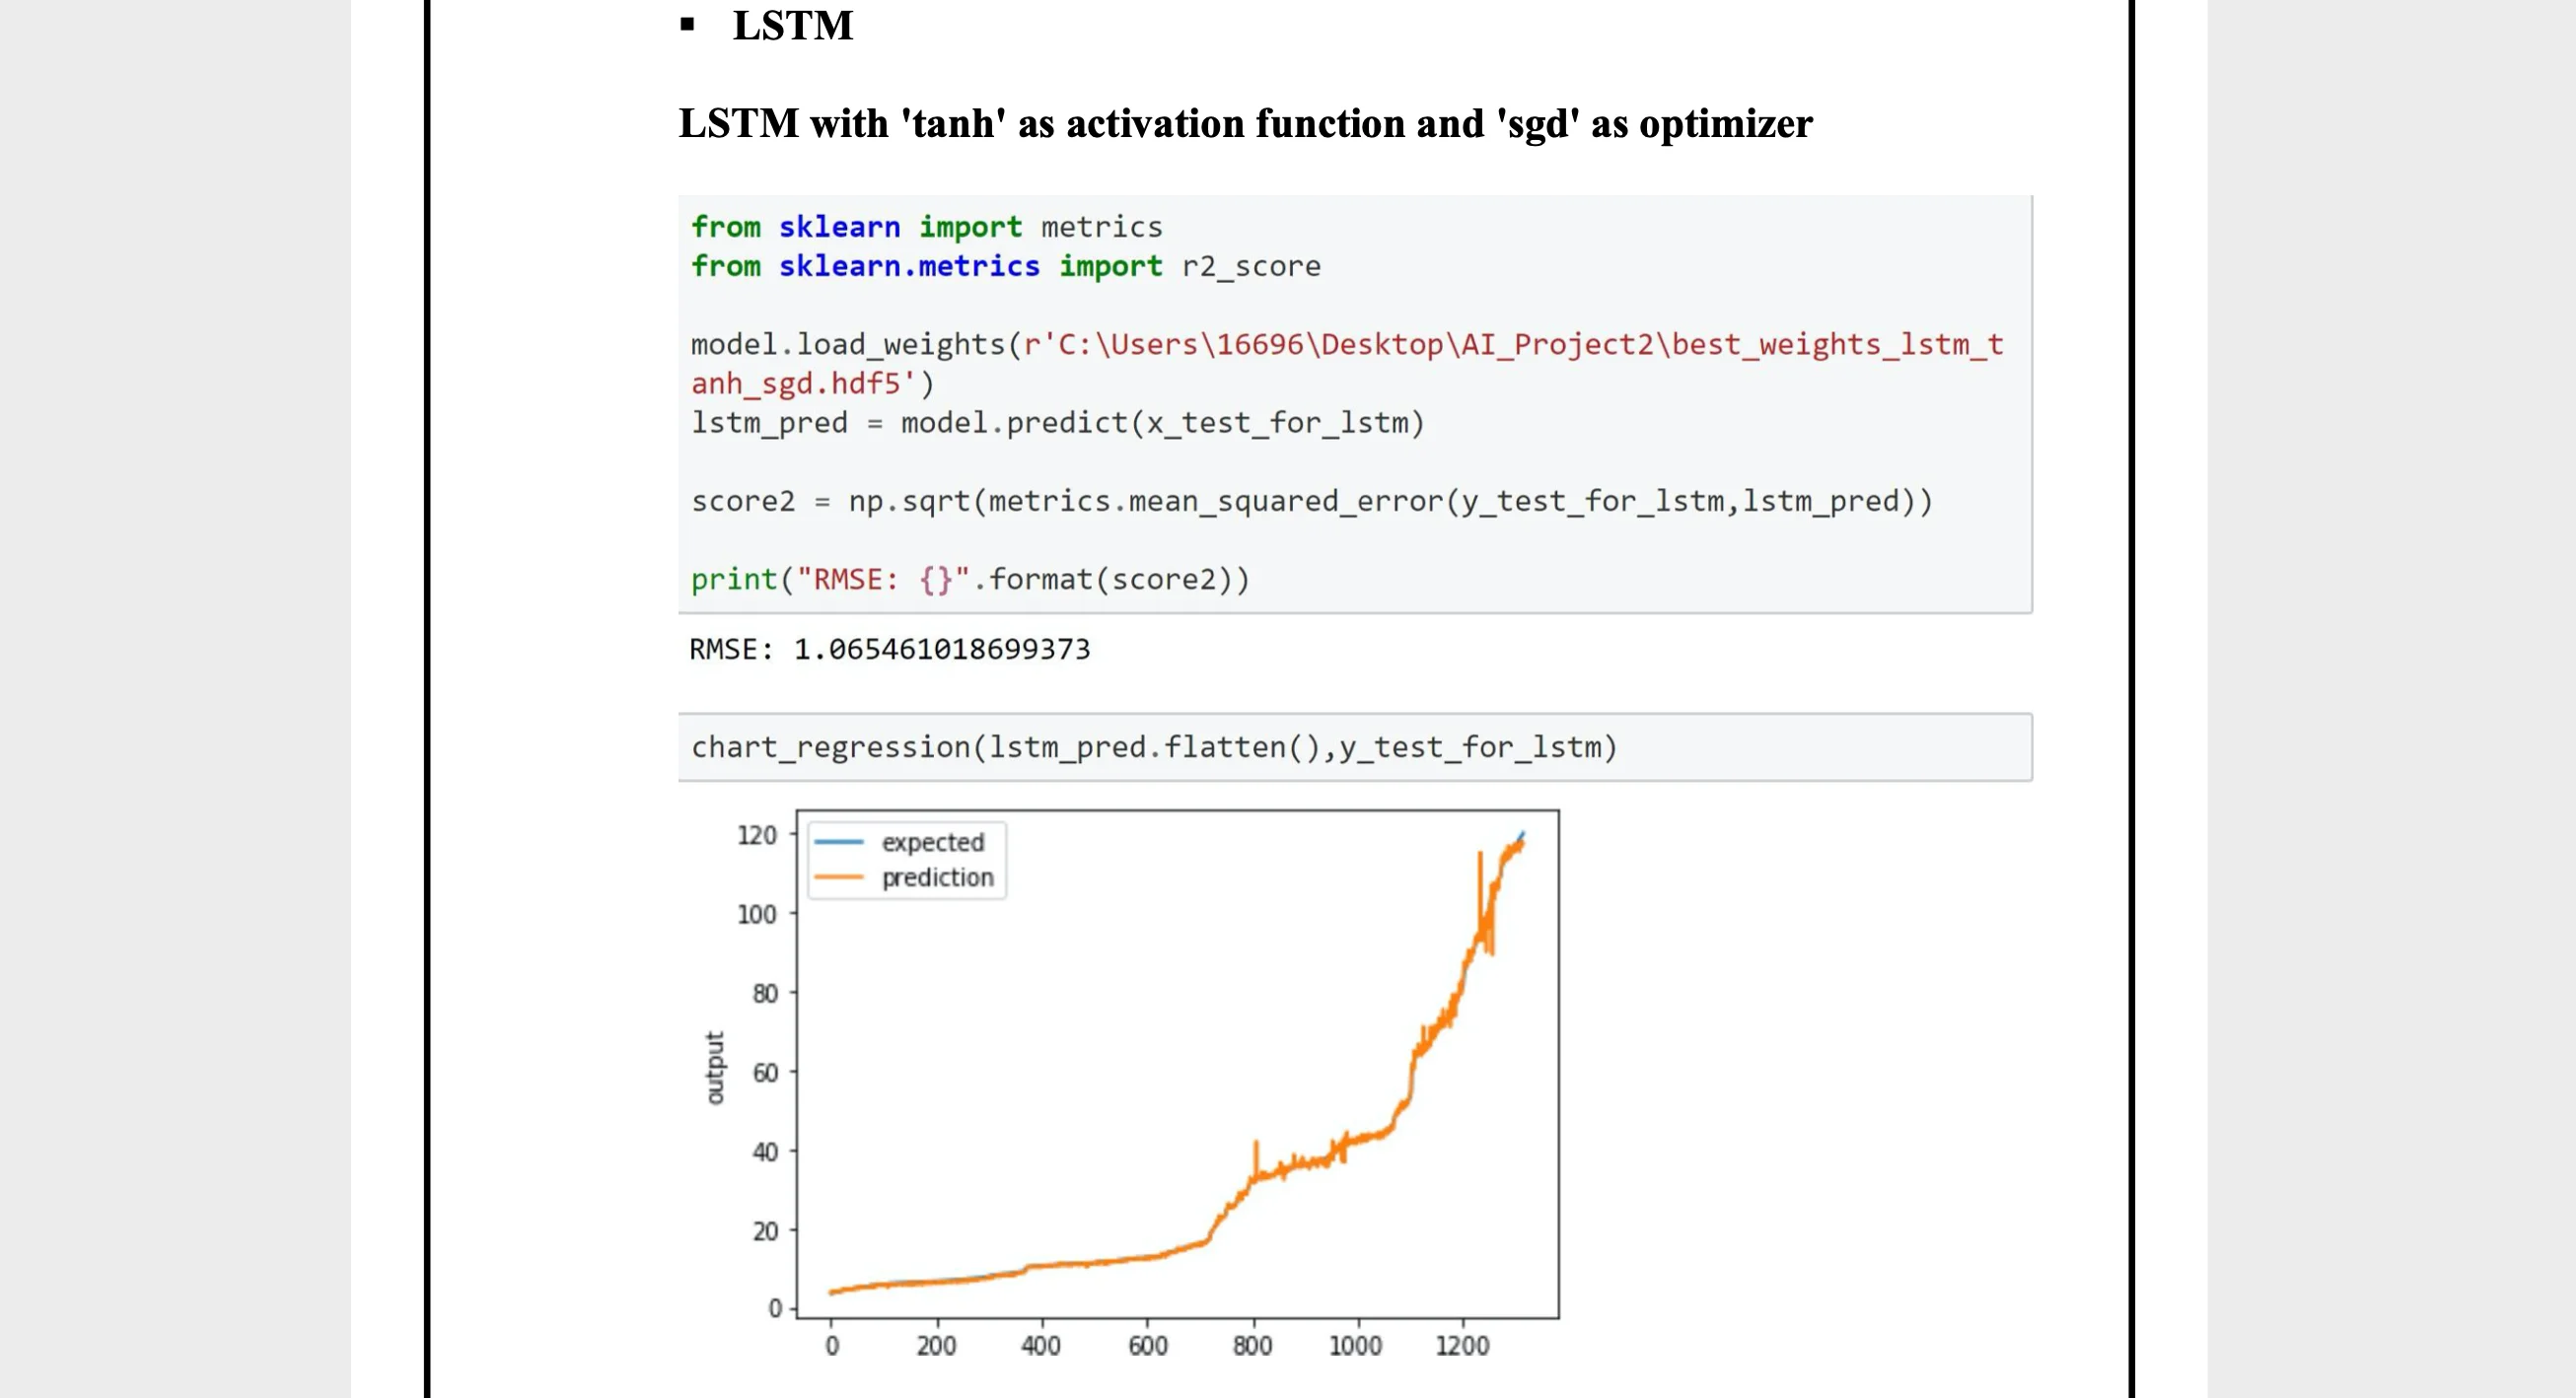 ▪ LSTM
LSTM with 'tanh' as activation function and 'sgd' as optimizer
from sklearn import metrics
from sklearn.metrics import r2_score
model.load_weights(r'C:\Users\16696\Desktop\AI_Project2\best_weights_lstm_t
anh_sgd.hdf5')
lstm_pred = model.predict(x_test_for_lstm)
score2 = np.sqrt(metrics.mean_squared_error(y_test_for_lstm,lstm_pred))
print("RMSE: {}".format(score2))
RMSE: 1.065461018699373
chart_regression(lstm_pred.flatten(),y_test_for_lstm)
expected
prediction
120
100
80
60
40
20
0
output
0 200 400 600 800 1000 1200